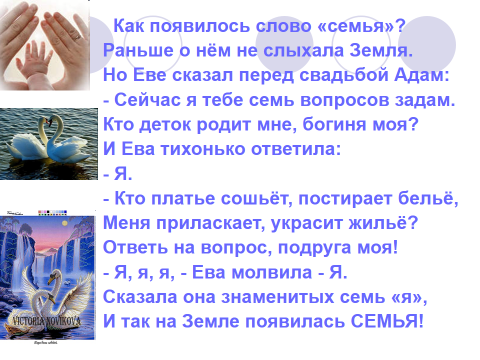 Как появилось слово «семья»?
Раньше о нём не слыхала Земля.
Но Еве сказал перед свадьбой Адам:
- Сейчас я тебе семь вопросов задам.
Кто деток родит мне, богиня моя?
И Ева тихонько ответила:
- Я.
- Кто платье сошьёт, постирает бельё,
Меня приласкает, украсит жильё?
Ответь на вопрос, подруга моя!
- Я, я, я, - Ева молвила - Я.
Сказала она знаменитых семь «я»,
И так на Земле появилась СЕМЬЯ!
VICTORIA NOVIKOVA